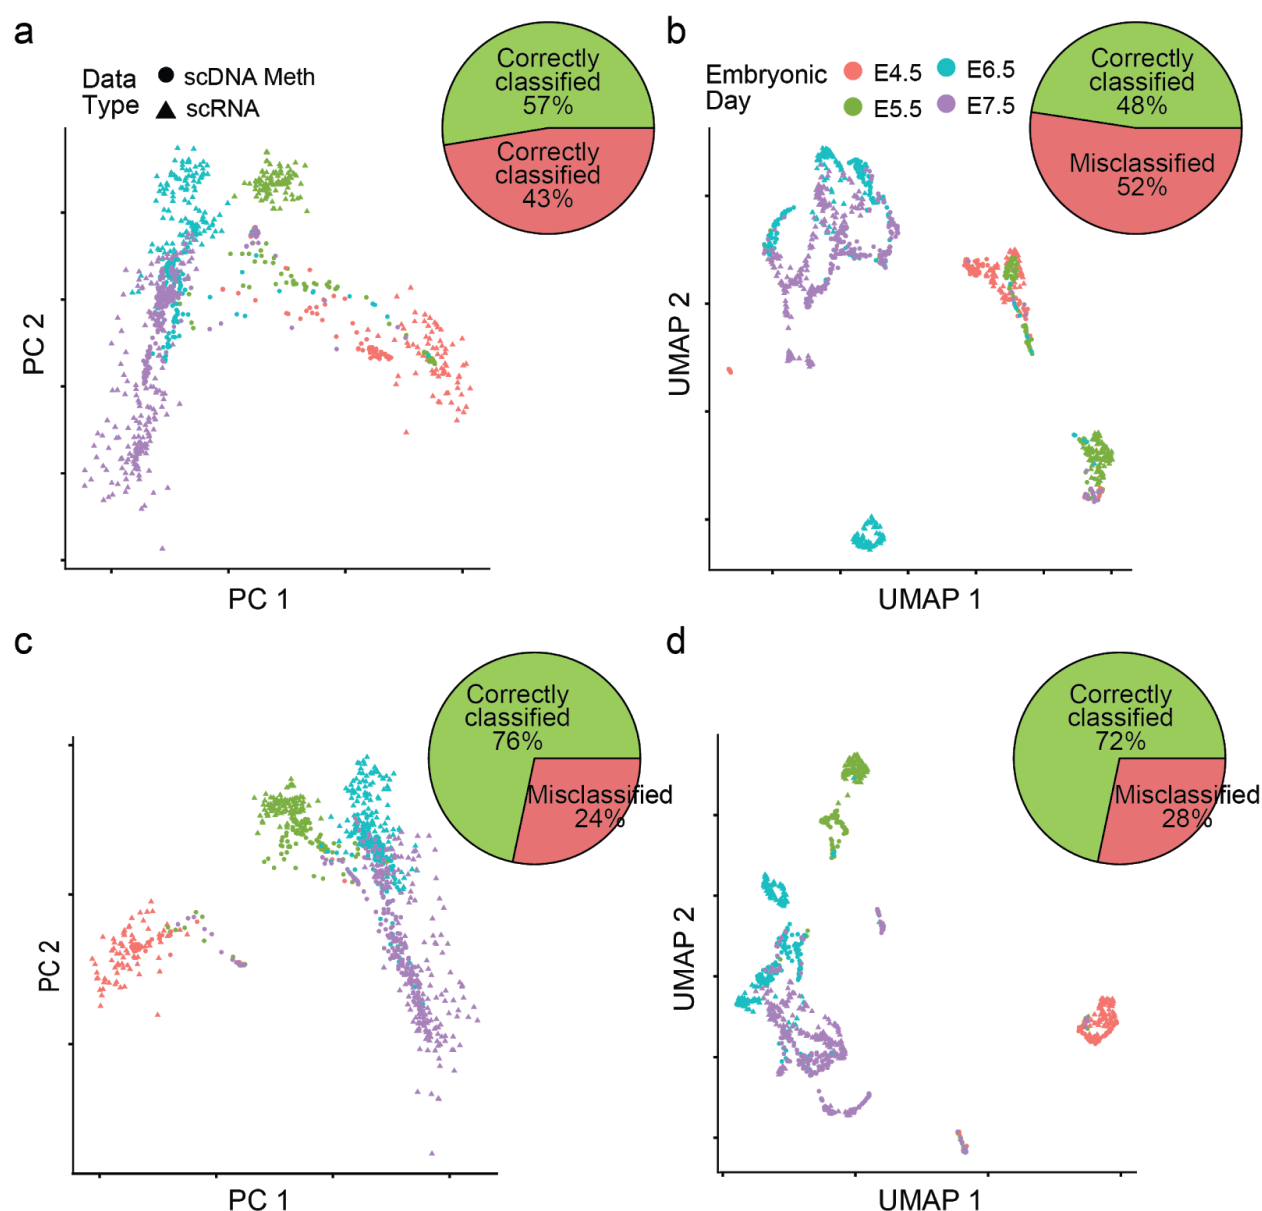 a
Data
Type
scDNA Meth
scRNA
Correctly
classified
57%
Correctly
classified
43%
PC 2
PC 1
b
Embryonic
Day
E4.5
E6.5
E5.5
E7.5
Correctly
classified
48%
Misclassified
52%
UMAP 2
UMAP 1
c
Correctly
classified
76%
Misclassified
24%
PC 2
PC 1
d
Correctly
classified
72%
Misclassified
28%
UMAP 2
UMAP 1